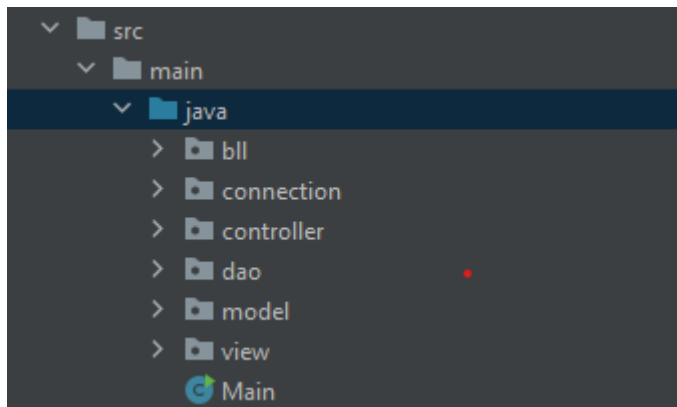 src
main
java
bll
connection
controller
dao
model
view
Main